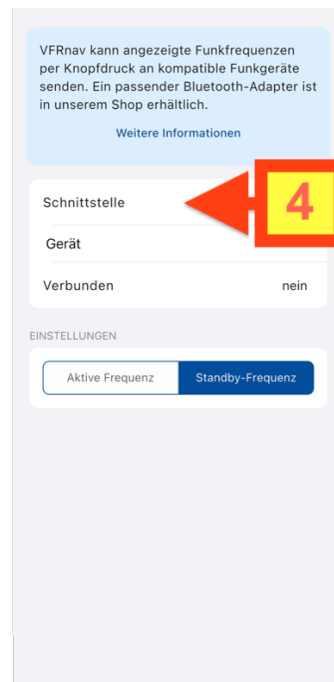 VFRnav kann angezeigte Funkfrequenzen
per Knopfdruck an kompatible Funkgeräte
senden. Ein passender Bluetooth-Adapter ist
in unserem Shop erhältlich.
Weitere Informationen
Schnittstelle
4
Gerät
Verbunden nein
EINSTELLUNGEN
Aktive Frequenz Standby-Frequenz